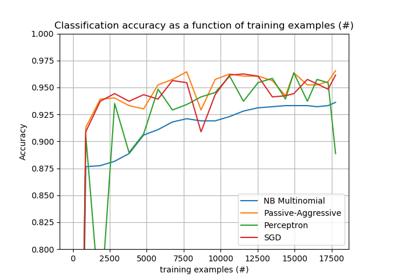 Classification accuracy as a function of training examples (#)
Accuracy
1.000
0.975
0.950
0.925
0.900
0.875
0.850
0.825
0.800
NB Multinomial
Passive-Aggressive
Perceptron
SGD
0 2500 5000 7500 10000 12500 15000 17500
training examples (#)